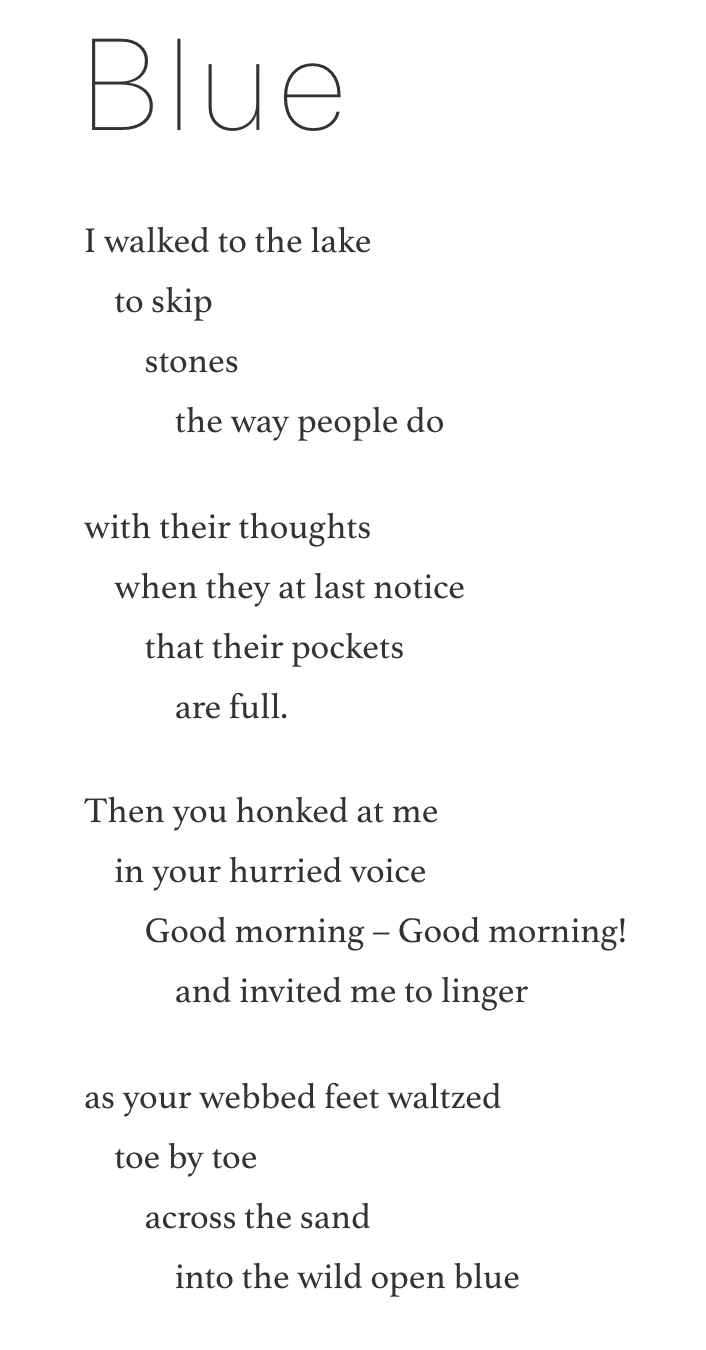 Blue
I walked to the lake
to skip
stones
the way people do
with their thoughts
when they at last notice
that their pockets
are full.
Then you honked at me
in your hurried voice
Good morning – Good morning!
and invited me to linger
as your webbed feet waltzed
toe by toe
across the sand
into the wild open blue